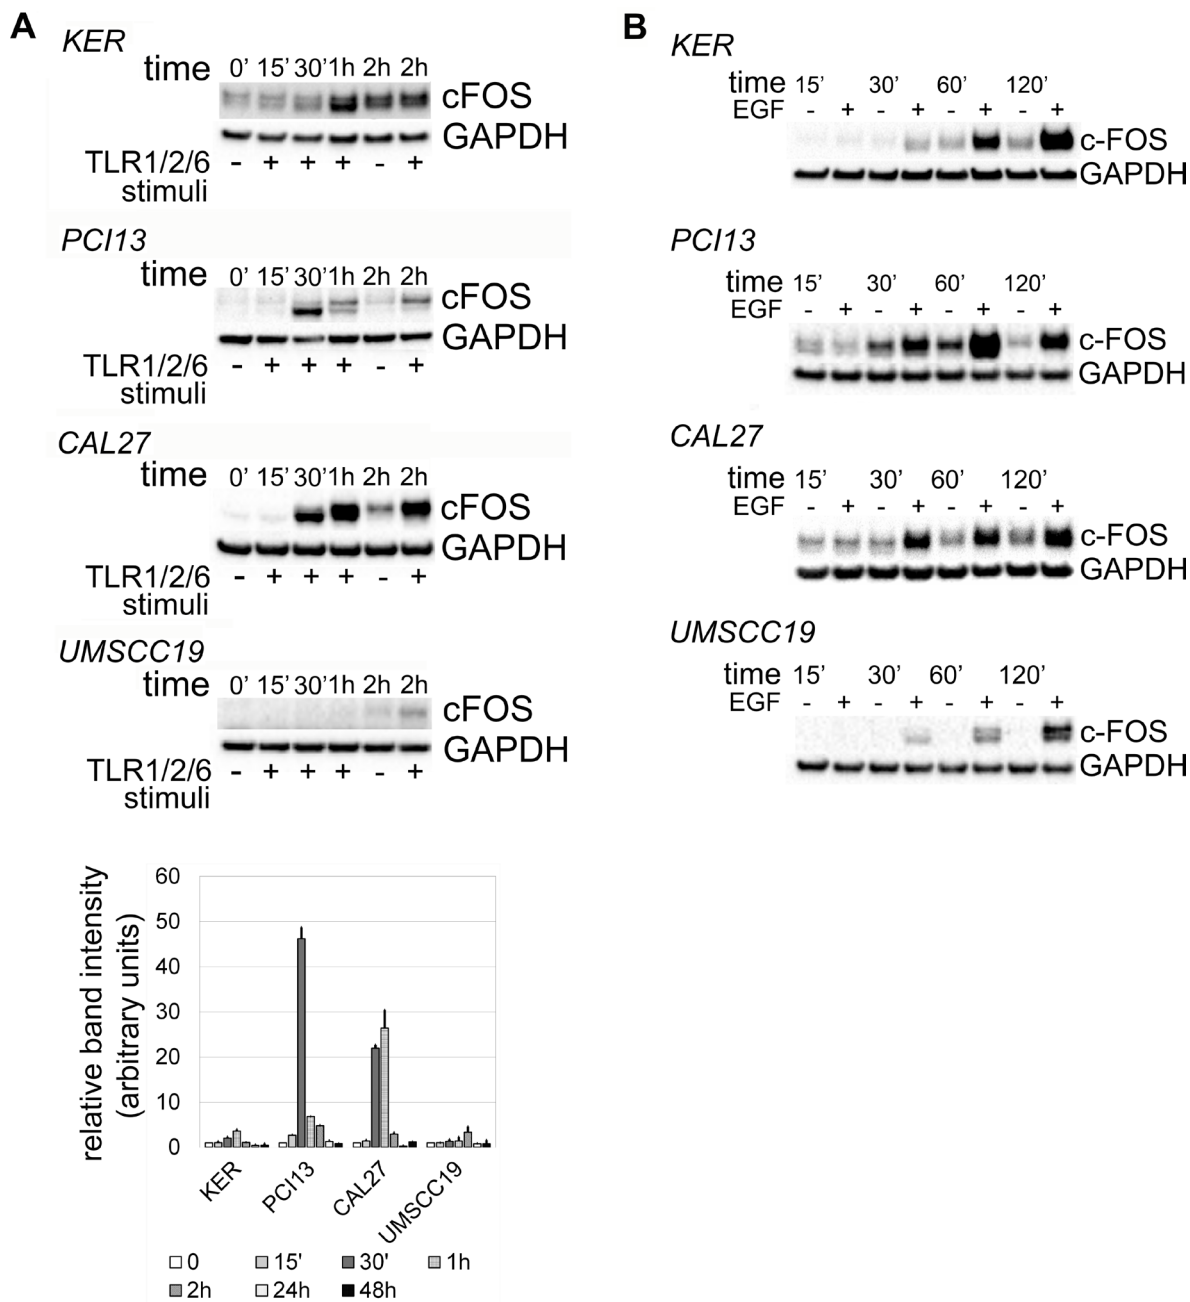 A
KER
time 0' 15' 30' 1h 2h 2h
cFOS
GAPDH
TLR1/2/6 - + + + - +
stimuli
PCI13
time 0' 15' 30' 1h 2h 2h
cFOS
GAPDH
TLR1/2/6 - + + + - +
stimuli
CAL27
time 0' 15' 30' 1h 2h 2h
cFOS
GAPDH
TLR1/2/6 - + + + - +
stimuli
UMSCC19
time 0' 15' 30' 1h 2h 2h
cFOS
GAPDH
TLR1/2/6 - + + + - +
stimuli
relative band intensity
(arbitrary units)
60
50
40
30
20
10
0
KER PCI13 CAL27 UMSCC19
0 15' 30' 1h
2h 24h 48h
B
KER
time 15' 30' 60' 120'
EGF - + - + - + - +
c-FOS
GAPDH
PCI13
time 15' 30' 60' 120'
EGF - + - + - + - +
c-FOS
GAPDH
CAL27
time 15' 30' 60' 120'
EGF - + - + - + - +
c-FOS
GAPDH
UMSCC19
time 15' 30' 60' 120'
EGF - + - + - + - +
c-FOS
GAPDH